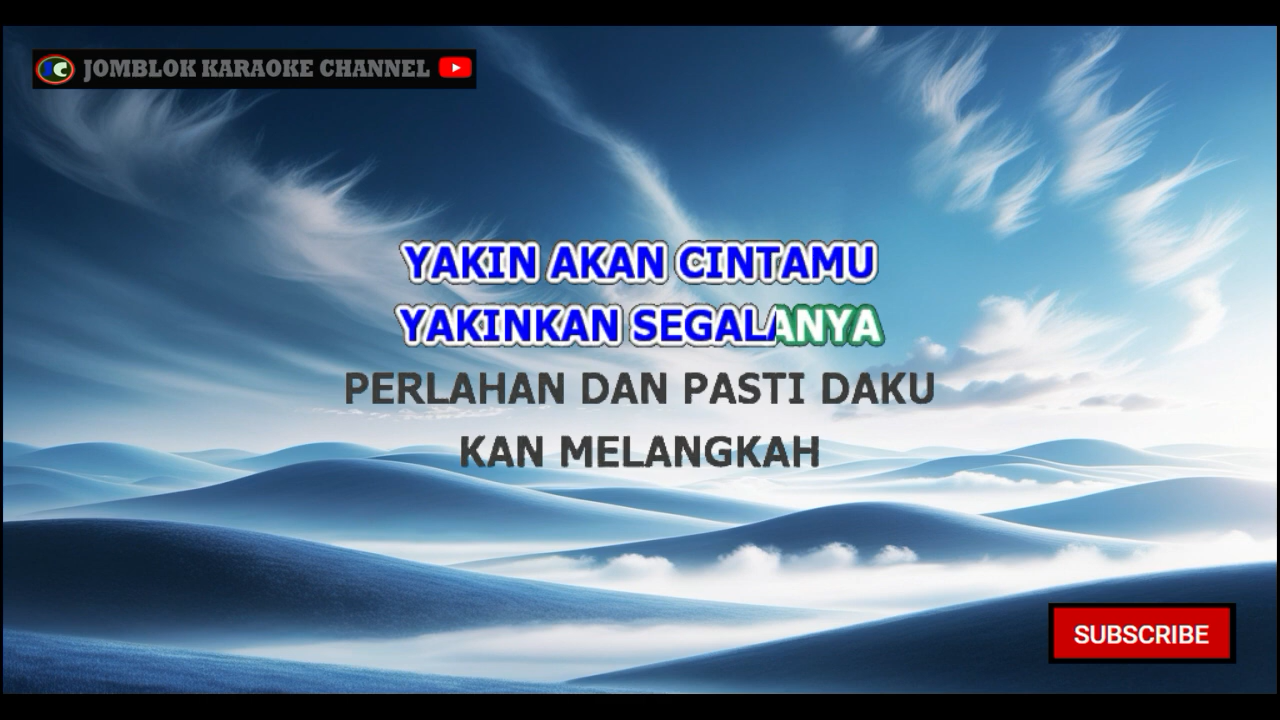 JOMBLOK KARAOKE CHANNEL
YAKIN AKAN CINTAMU
YAKINKAN SEGALANYA
PERLAHAN DAN PASTI DAKU
KAN MELANGKAH
SUBSCRIBE